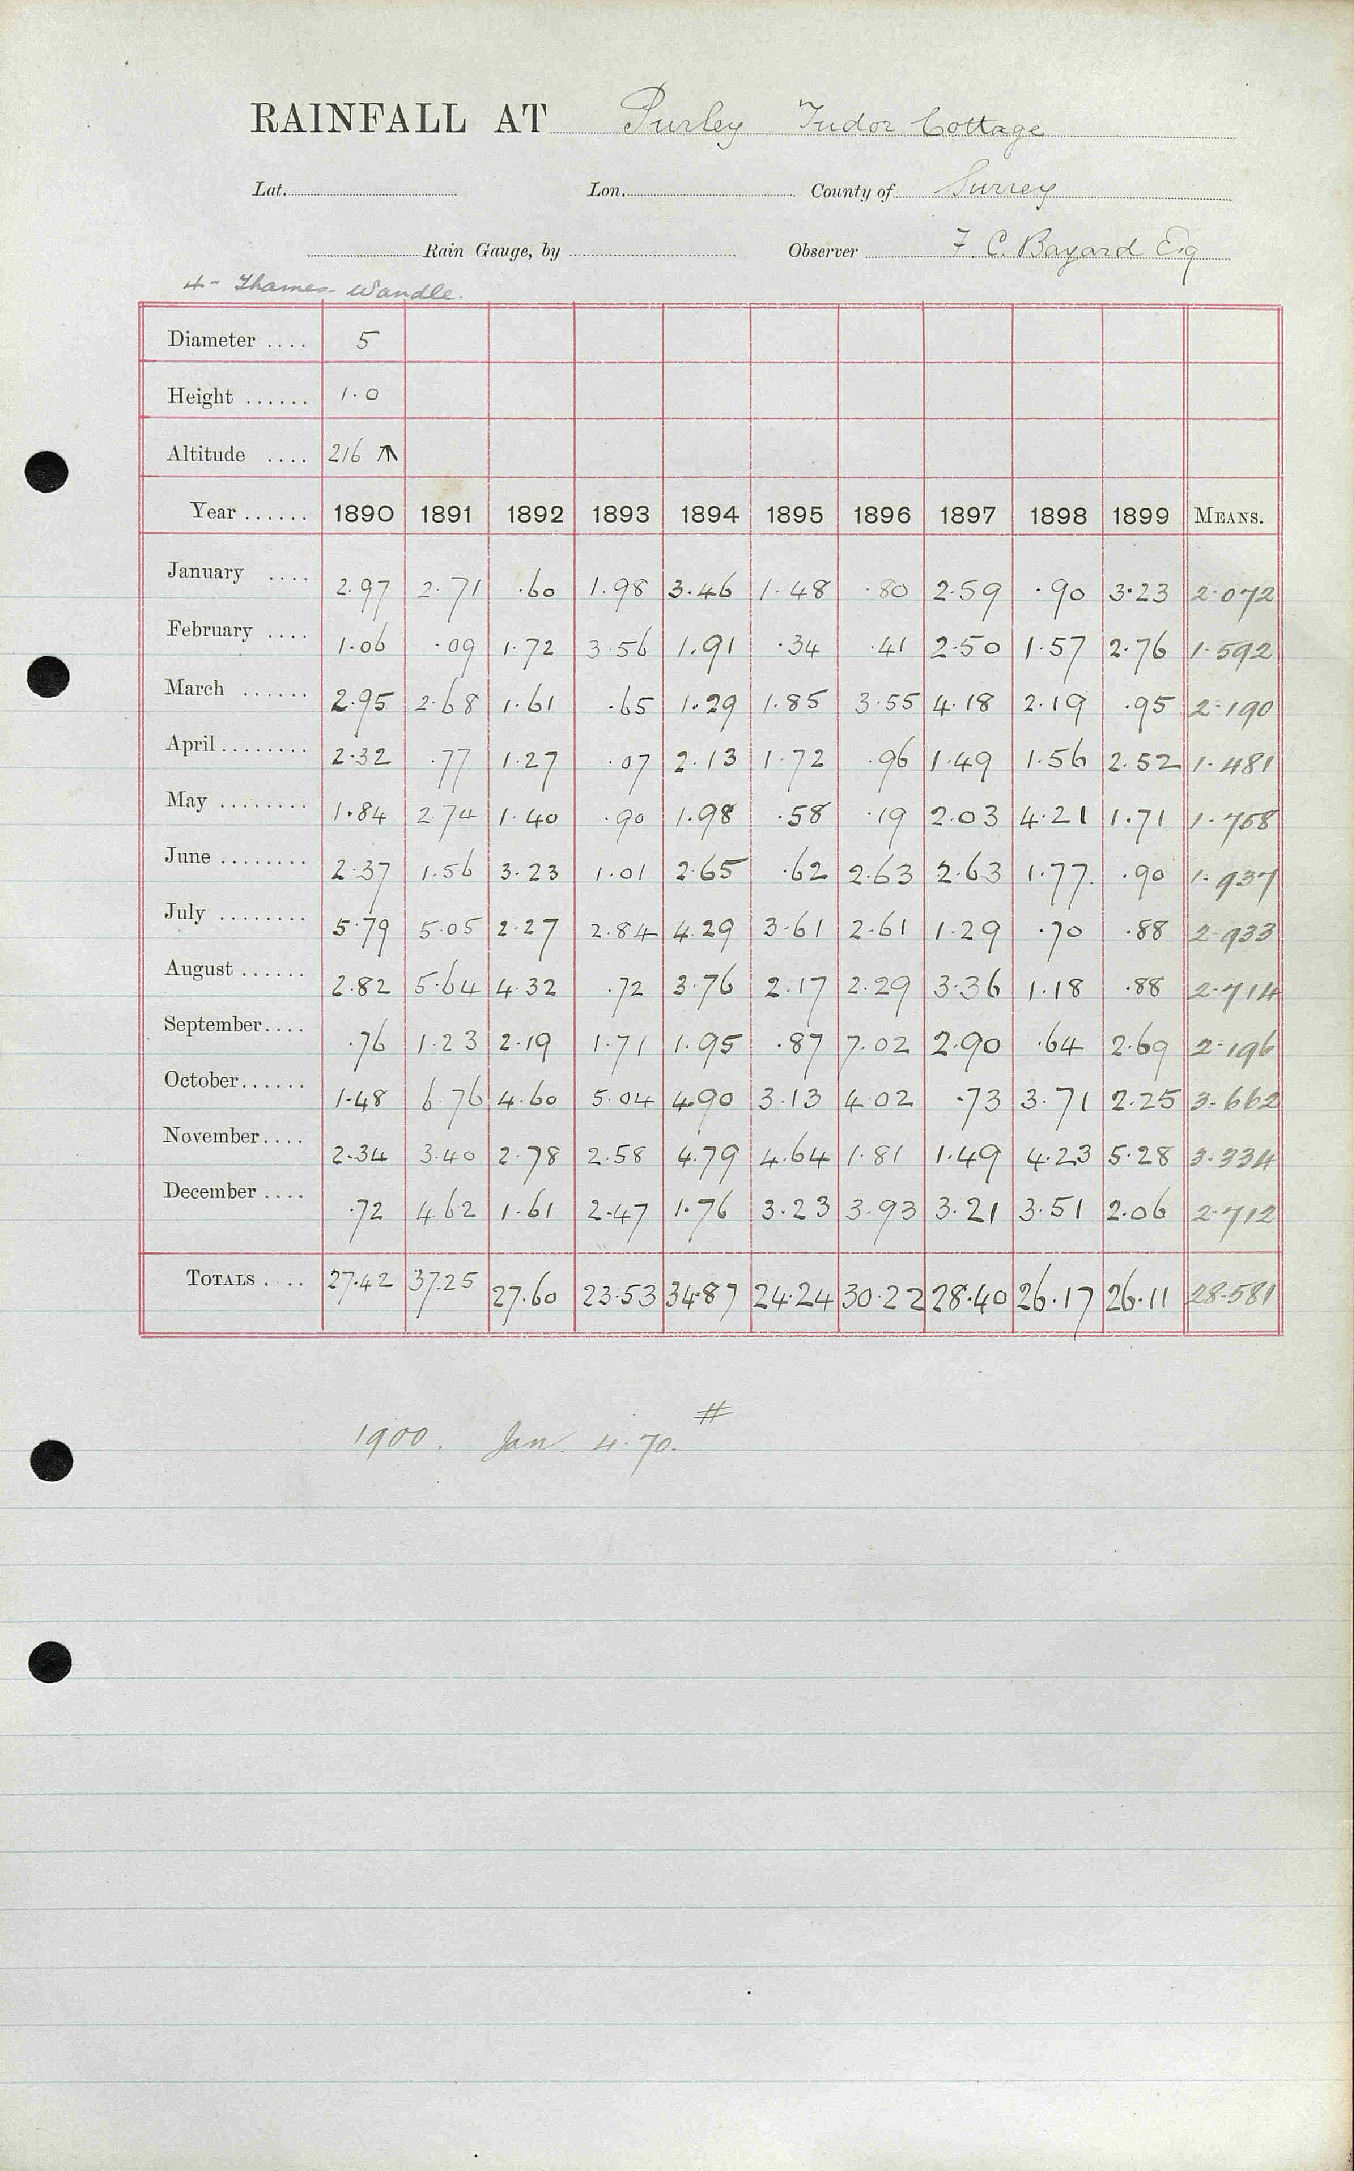 RAINFALL AT Purley Tudor Cottage
Lat. Lon. County of Surrey
Rain Gauge, by Observer F. C. Bayard Esq
4 - Thames - Wandle.
Diameter .... 5
Height ...... 1.0
Altitude .... 216 ↑
Year ...... 1890 1891 1892 1893 1894 1895 1896 1897 1898 1899 MEANS.
January .... 2.97 2.71 .60 1.98 3.46 1.48 .80 2.59 .90 3.23 2.072
February .... 1.06 .09 1.72 3.56 1.91 .34 .41 2.50 1.57 2.76 1.592
March ...... 2.95 2.68 1.61 .65 1.29 1.85 3.55 4.18 2.19 .95 2.190
April ........ 2.32 .77 1.27 .07 2.13 1.72 .96 1.49 1.56 2.52 1.481
May ........ 1.84 2.74 1.40 .90 1.98 .58 .19 2.03 4.21 1.71 1.758
June ........ 2.37 1.56 3.23 1.01 2.65 .62 2.63 2.63 1.77 .90 1.937
July ........ 5.79 5.05 2.27 2.84 4.29 3.61 2.61 1.29 .70 .88 2.933
August ...... 2.82 5.64 4.32 .72 3.76 2.17 2.29 3.36 1.18 .88 2.714
September .... .76 1.23 2.19 1.71 1.95 .87 7.02 2.90 .64 2.69 2.196
October ...... 1.48 6.76 4.60 5.04 4.90 3.13 4.02 .73 3.71 2.25 3.662
November .... 2.34 3.40 2.78 2.58 4.79 4.64 1.81 1.49 4.23 5.28 3.334
December .... .72 4.62 1.61 2.47 1.76 3.23 3.93 3.21 3.51 2.06 2.712
TOTALS .... 27.42 37.25 27.60 23.53 34.87 24.24 30.22 28.40 26.17 26.11 28.581
1900. Jan. 4.70. #